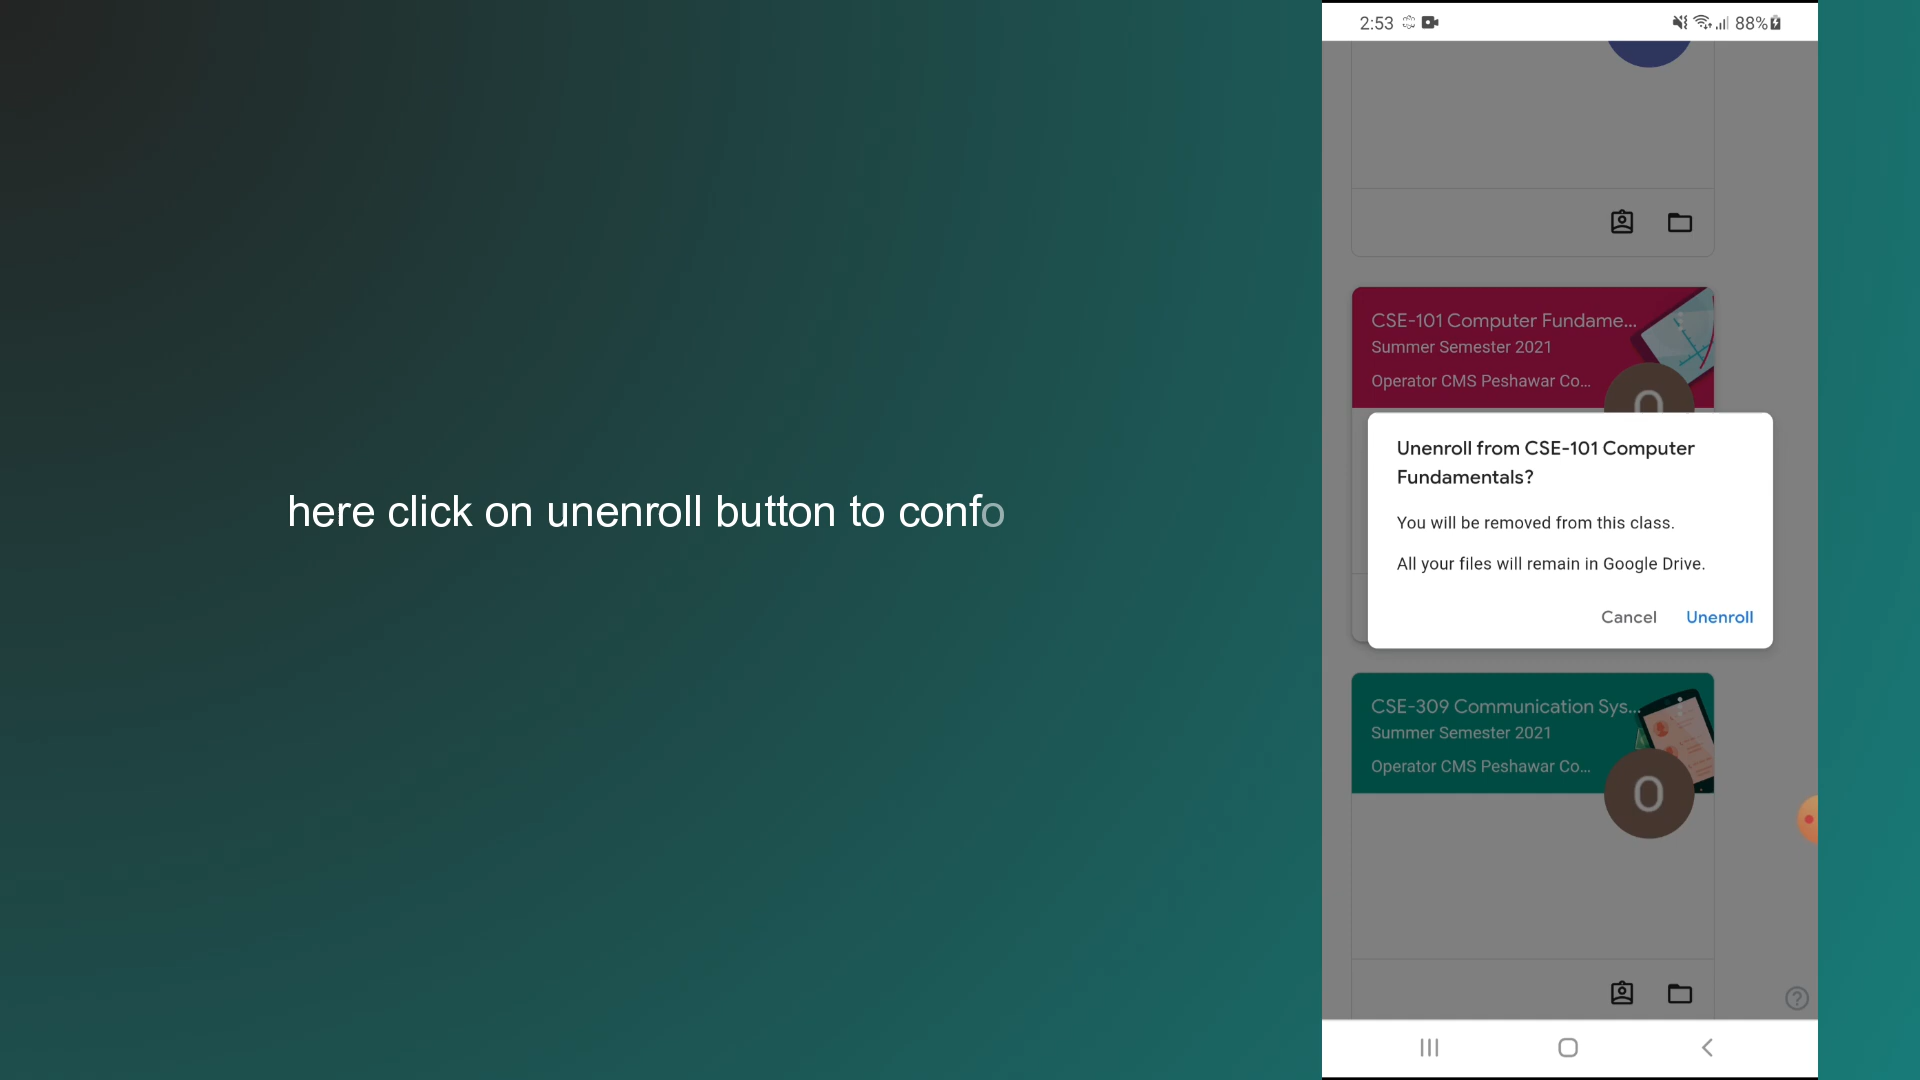 here click on unenroll button to confo
2:53
88%
CSE-101 Computer Fundame...
Summer Semester 2021
Operator CMS Peshawar Co...
O
Unenroll from CSE-101 Computer
Fundamentals?
You will be removed from this class.
All your files will remain in Google Drive.
Cancel Unenroll
CSE-309 Communication Sys...
Summer Semester 2021
Operator CMS Peshawar Co...
O